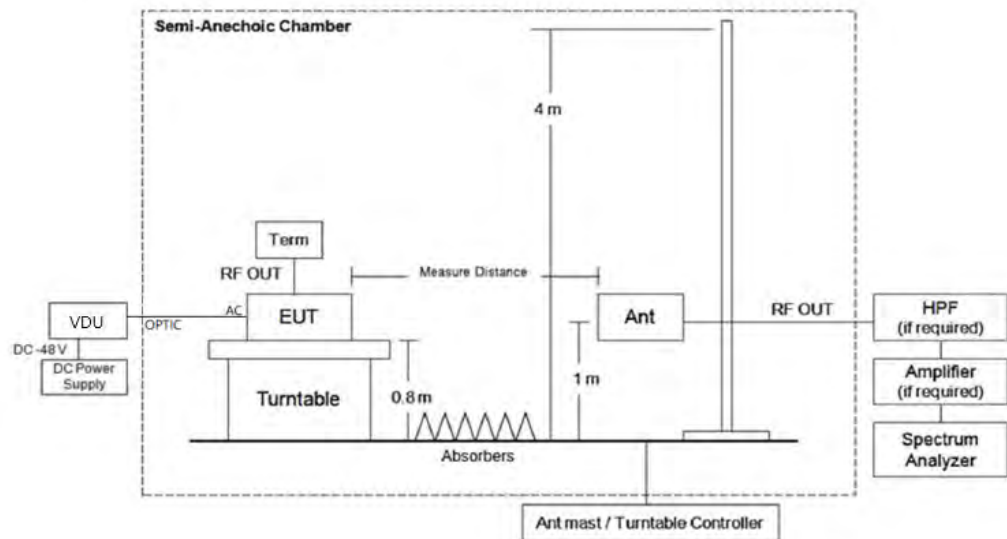 Semi-Anechoic Chamber
4 m
Term
RF OUT
Measure Distance
VDU
OPTIC
AC
EUT
Ant
RF OUT
HPF
(if required)
DC -48 V
DC Power
Supply
Turntable
0.8 m
1 m
Amplifier
(if required)
Absorbers
Spectrum
Analyzer
Ant mast / Turntable Controller